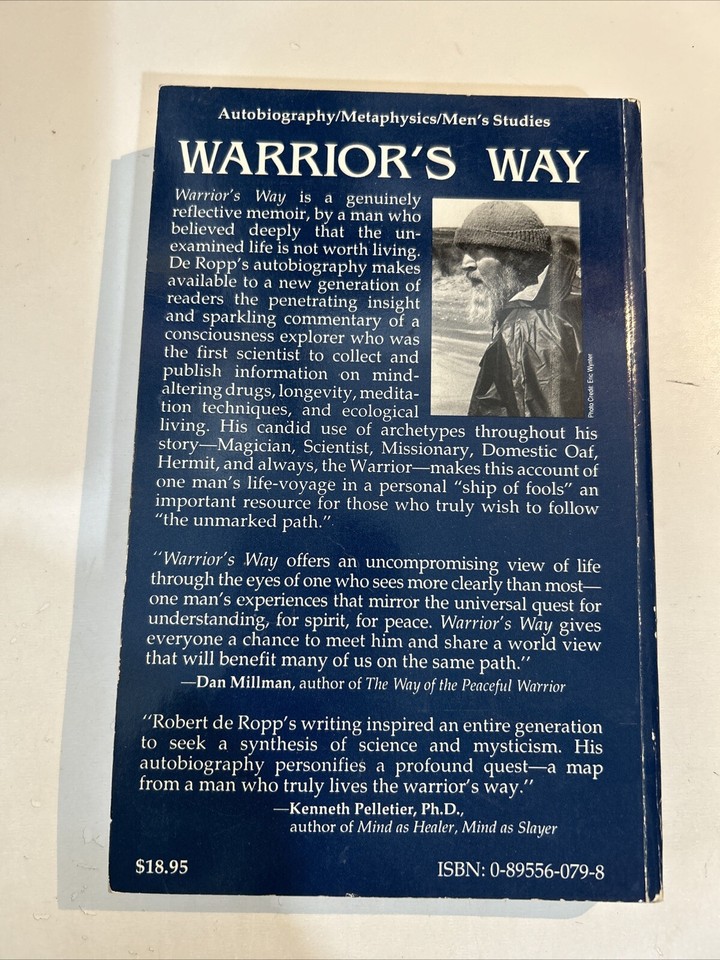 Autobiography/Metaphysics/Men's Studies
WARRIOR'S WAY
Warrior's Way is a genuinely
reflective memoir, by a man who
believed deeply that the un-
examined life is not worth living.
De Ropp's autobiography makes
available to a new generation of
readers the penetrating insight
and sparkling commentary of a
consciousness explorer who was
the first scientist to collect and
publish information on mind-
altering drugs, longevity, medita-
tion techniques, and ecological
living. His candid use of archetypes throughout his
story—Magician, Scientist, Missionary, Domestic Oaf,
Hermit, and always, the Warrior—makes this account of
one man's life-voyage in a personal "ship of fools" an
important resource for those who truly wish to follow
"the unmarked path."
Photo Credit: Eric Wynter
"Warrior's Way offers an uncompromising view of life
through the eyes of one who sees more clearly than most—
one man's experiences that mirror the universal quest for
understanding, for spirit, for peace. Warrior's Way gives
everyone a chance to meet him and share a world view
that will benefit many of us on the same path."
—Dan Millman, author of The Way of the Peaceful Warrior
"Robert de Ropp's writing inspired an entire generation
to seek a synthesis of science and mysticism. His
autobiography personifies a profound quest—a map
from a man who truly lives the warrior's way."
—Kenneth Pelletier, Ph.D.,
author of Mind as Healer, Mind as Slayer
$18.95
ISBN: 0-89556-079-8